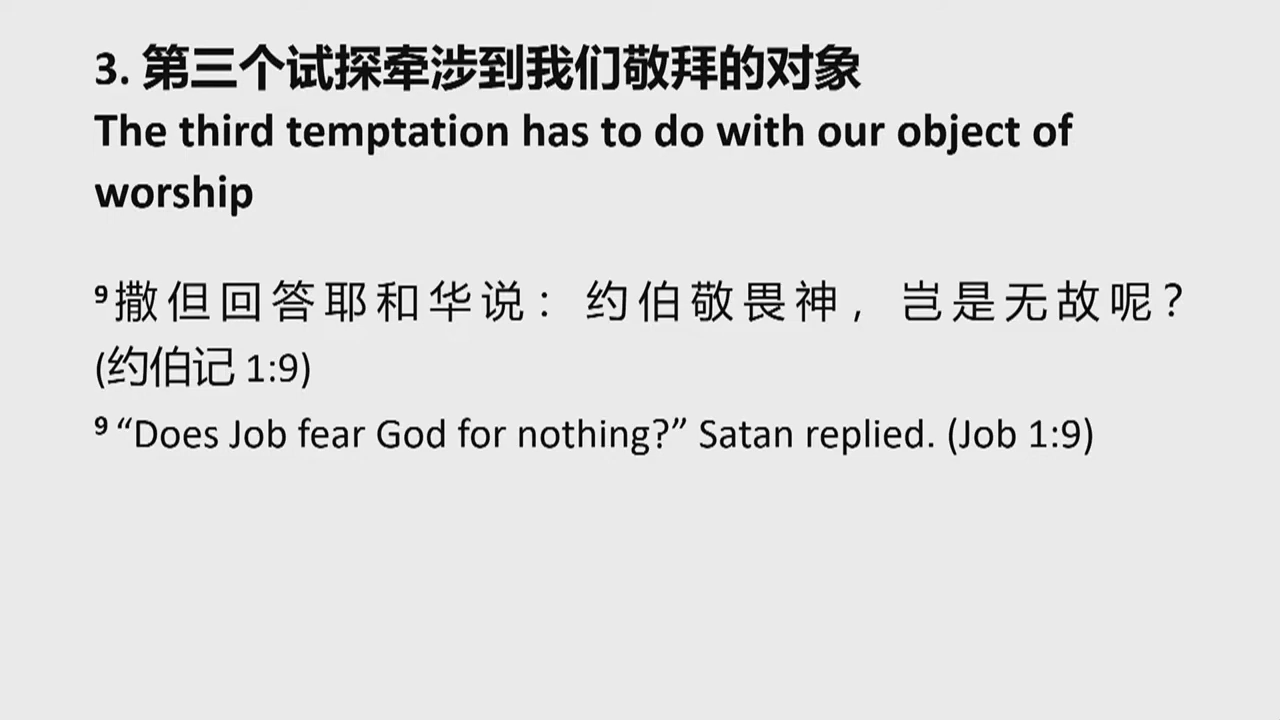 3. 第三个试探牵涉到我们敬拜的对象
The third temptation has to do with our object of
worship
⁹撒但回答耶和华说：约伯敬畏神，岂是无故呢？
(约伯记 1:9)
⁹ “Does Job fear God for nothing?” Satan replied. (Job 1:9)